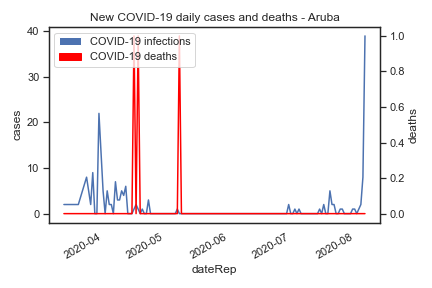 New COVID-19 daily cases and deaths - Aruba
COVID-19 infections
COVID-19 deaths
40
30
20
10
0
cases
1.0
0.8
0.6
0.4
0.2
0.0
deaths
2020-04
2020-05
2020-06
2020-07
2020-08
dateRep